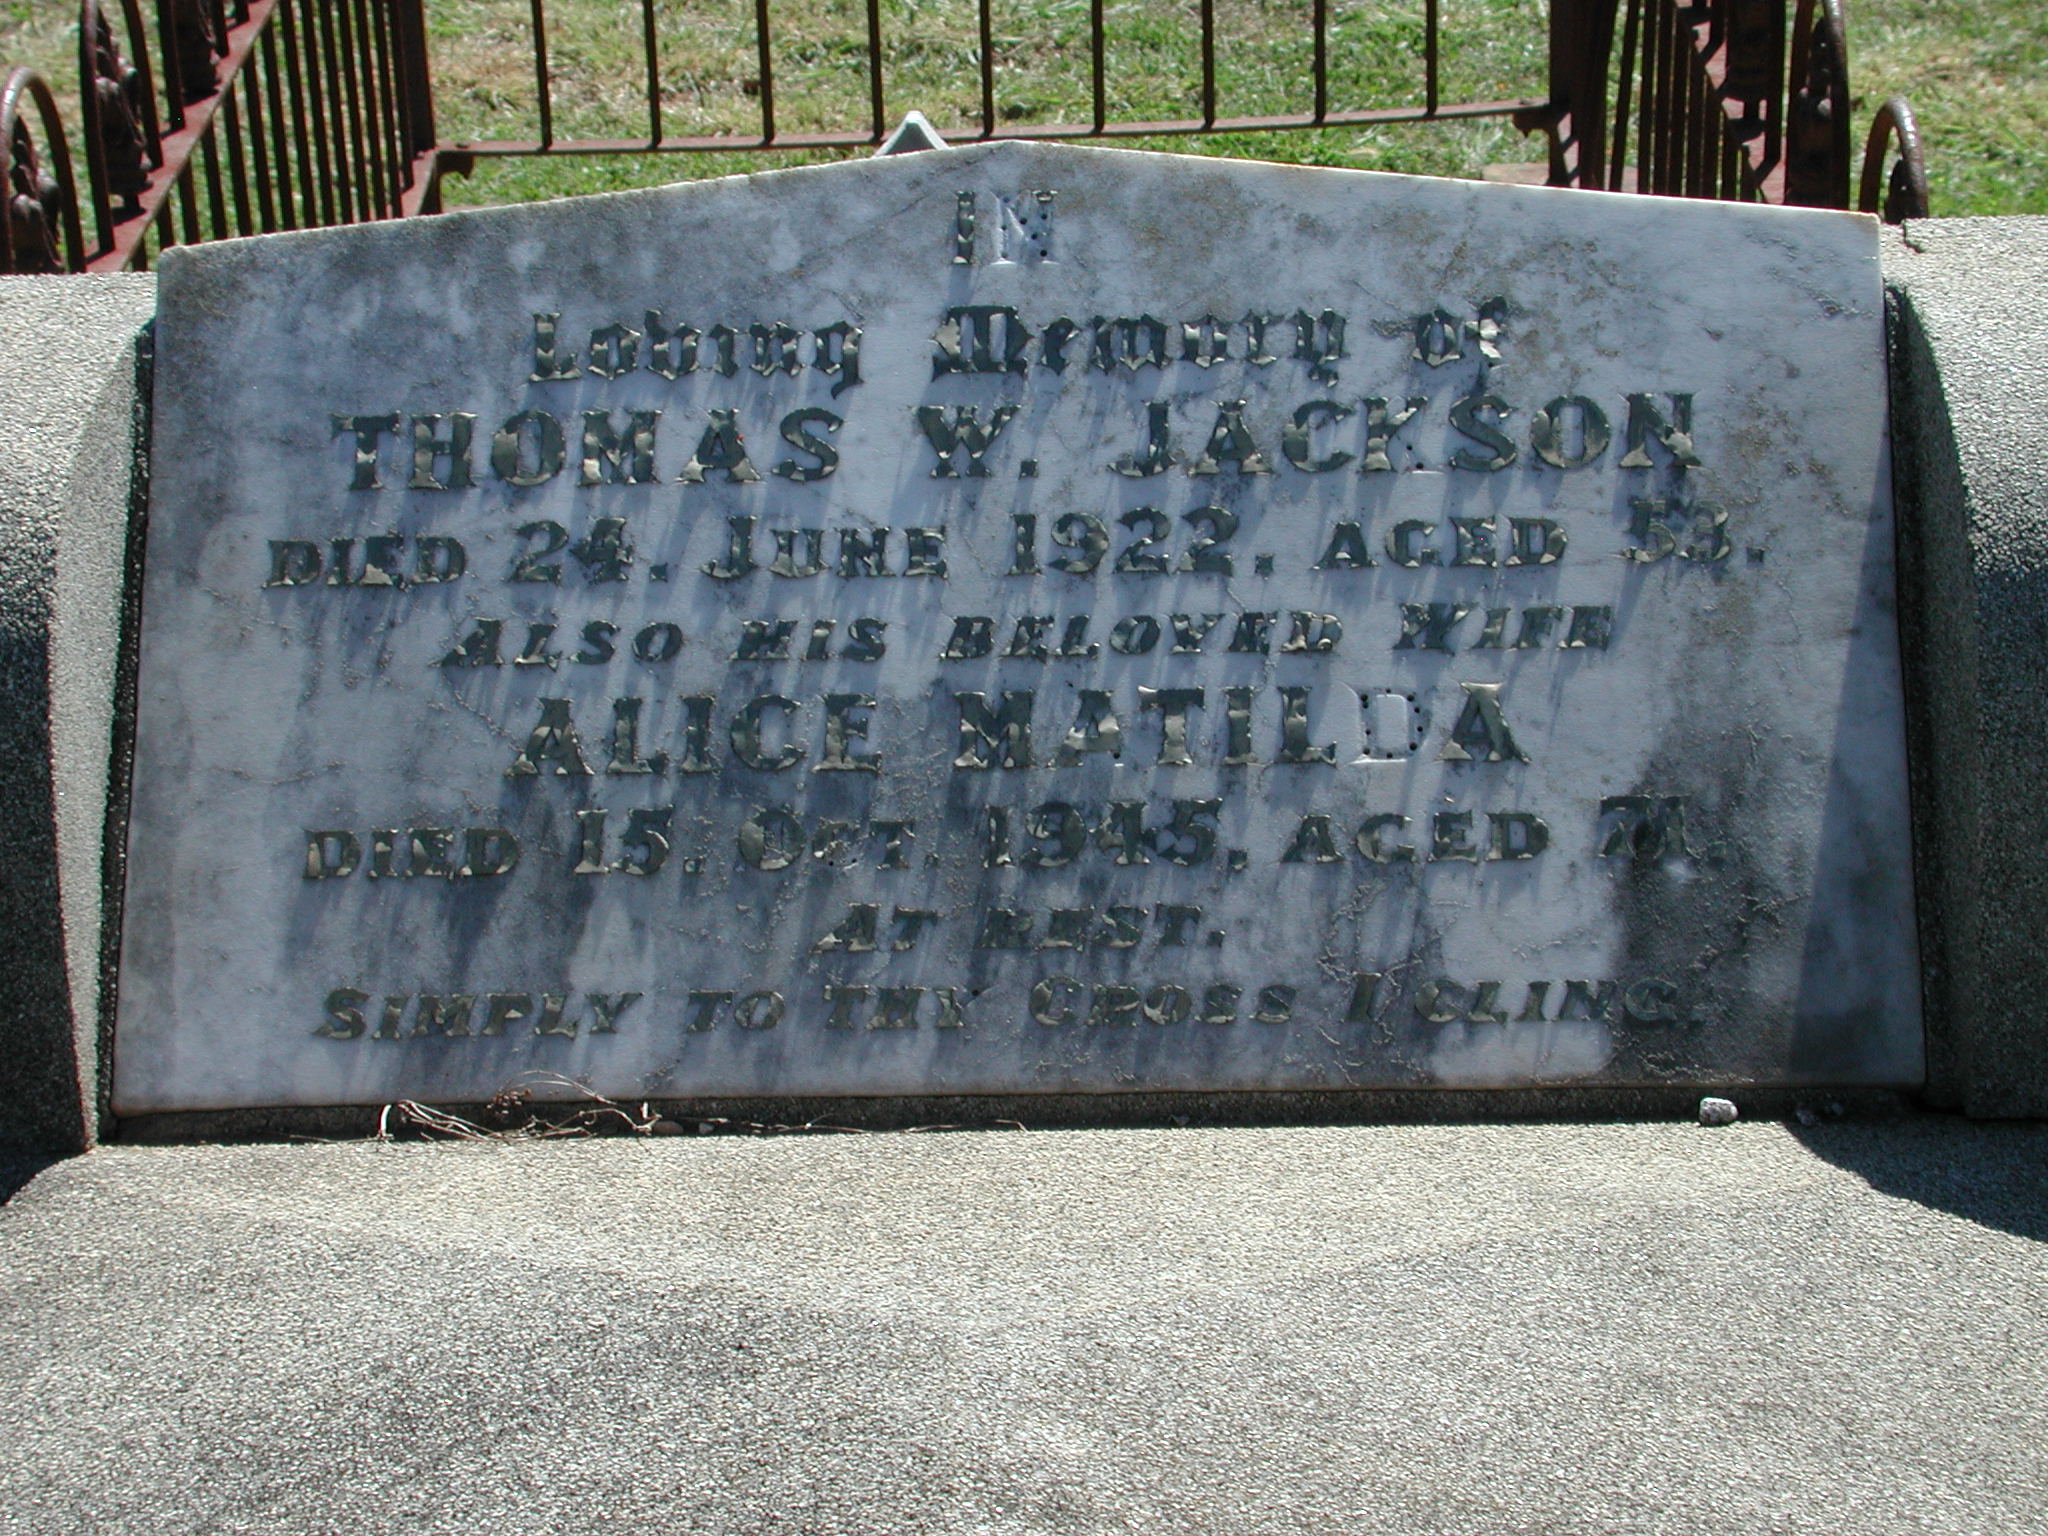 IN
Loving Memory of
THOMAS W. JACKSON
DIED 24. JUNE 1922. AGED 53.
ALSO HIS BELOVED WIFE
ALICE MATILDA
DIED 15. OCT. 1945. AGED 71.
AT REST.
SIMPLY TO THY CROSS I CLING.